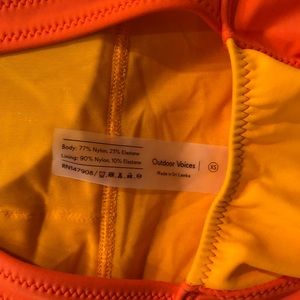 Body: 77% Nylon, 23% Elastane
Lining: 90% Nylon, 10% Elastane
RN147908 /
Outdoor Voices
XS
Made in Sri Lanka